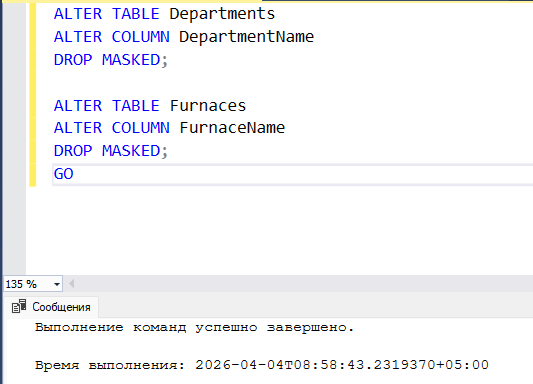 ALTER TABLE Departments
ALTER COLUMN DepartmentName
DROP MASKED;
ALTER TABLE Furnaces
ALTER COLUMN FurnaceName
DROP MASKED;
GO
135 %
Сообщения
Выполнение команд успешно завершено.
Время выполнения: 2026-04-04T08:58:43.2319370+05:00